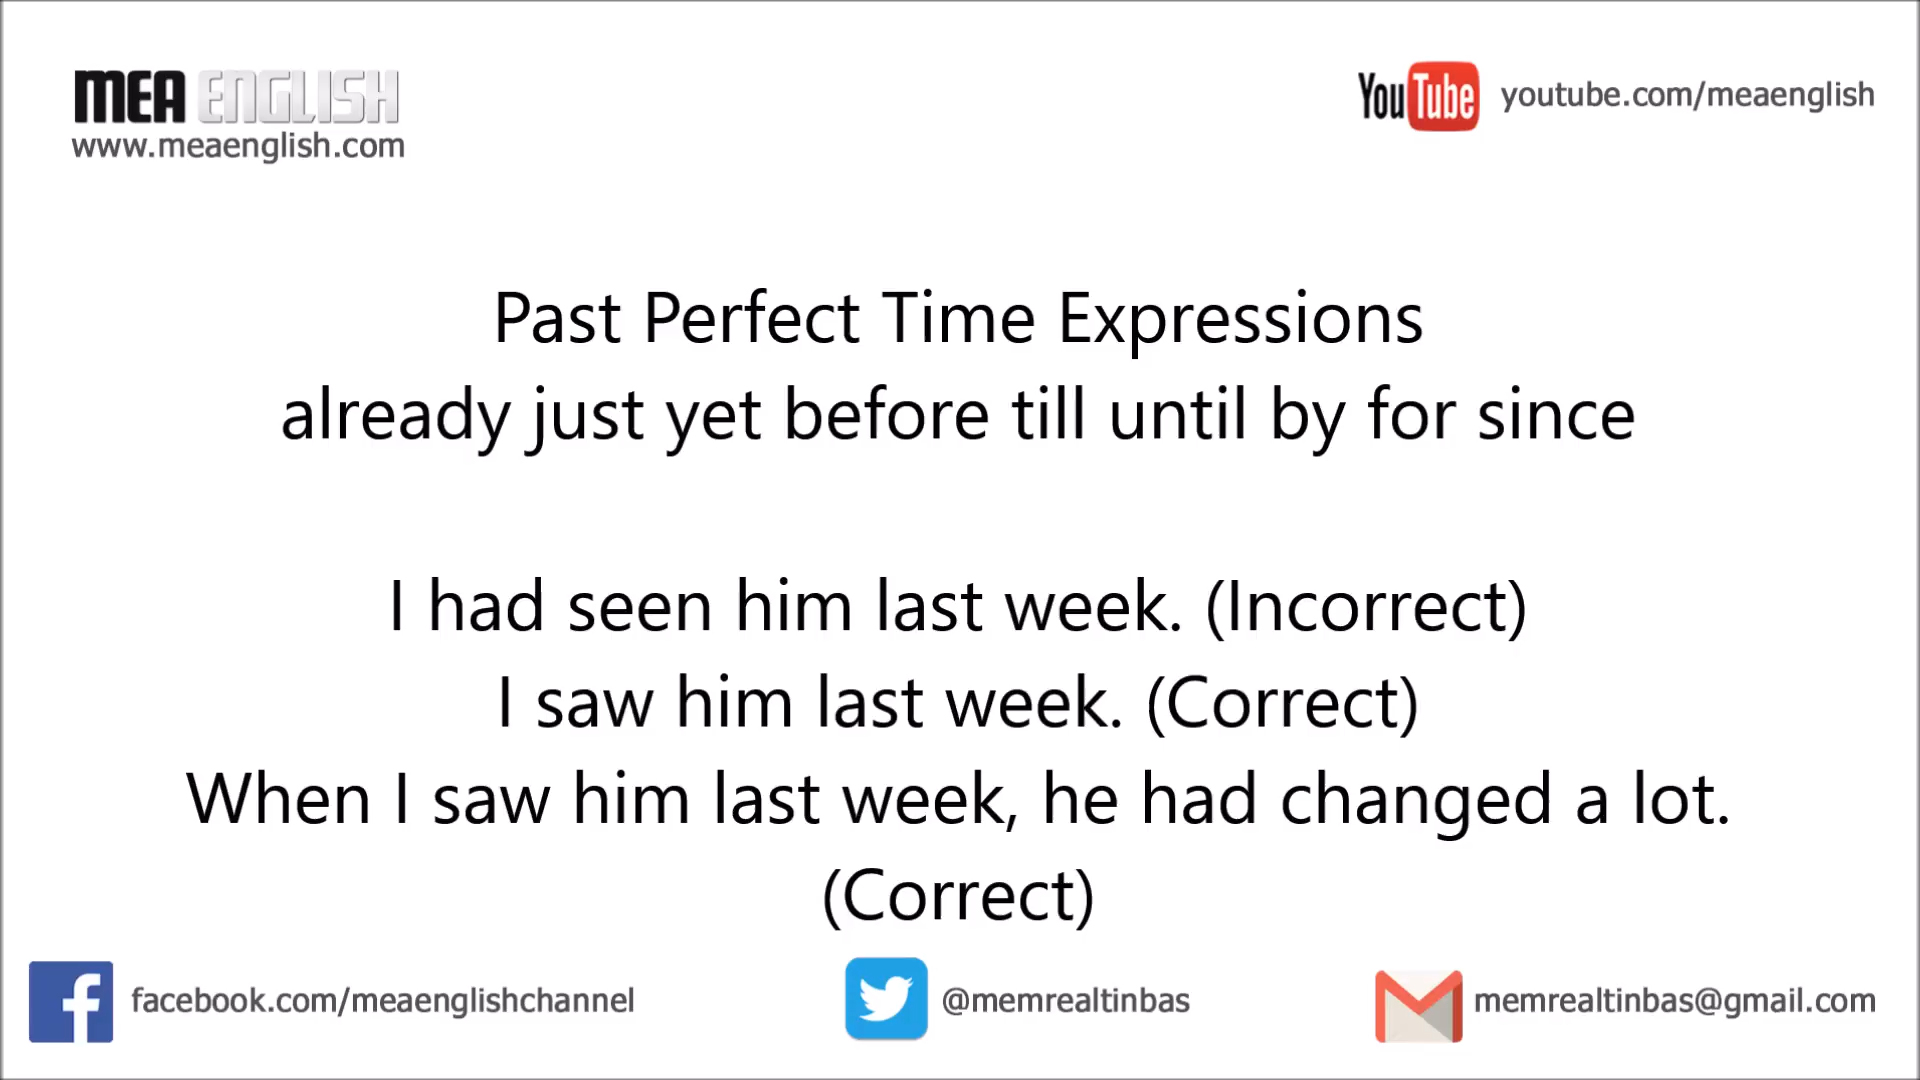 MEA ENGLISH
www.meaenglish.com
YouTube youtube.com/meaenglish
Past Perfect Time Expressions
already just yet before till until by for since
I had seen him last week. (Incorrect)
I saw him last week. (Correct)
When I saw him last week, he had changed a lot.
(Correct)
f facebook.com/meaenglishchannel
@memrealtinbas
memrealtinbas@gmail.com